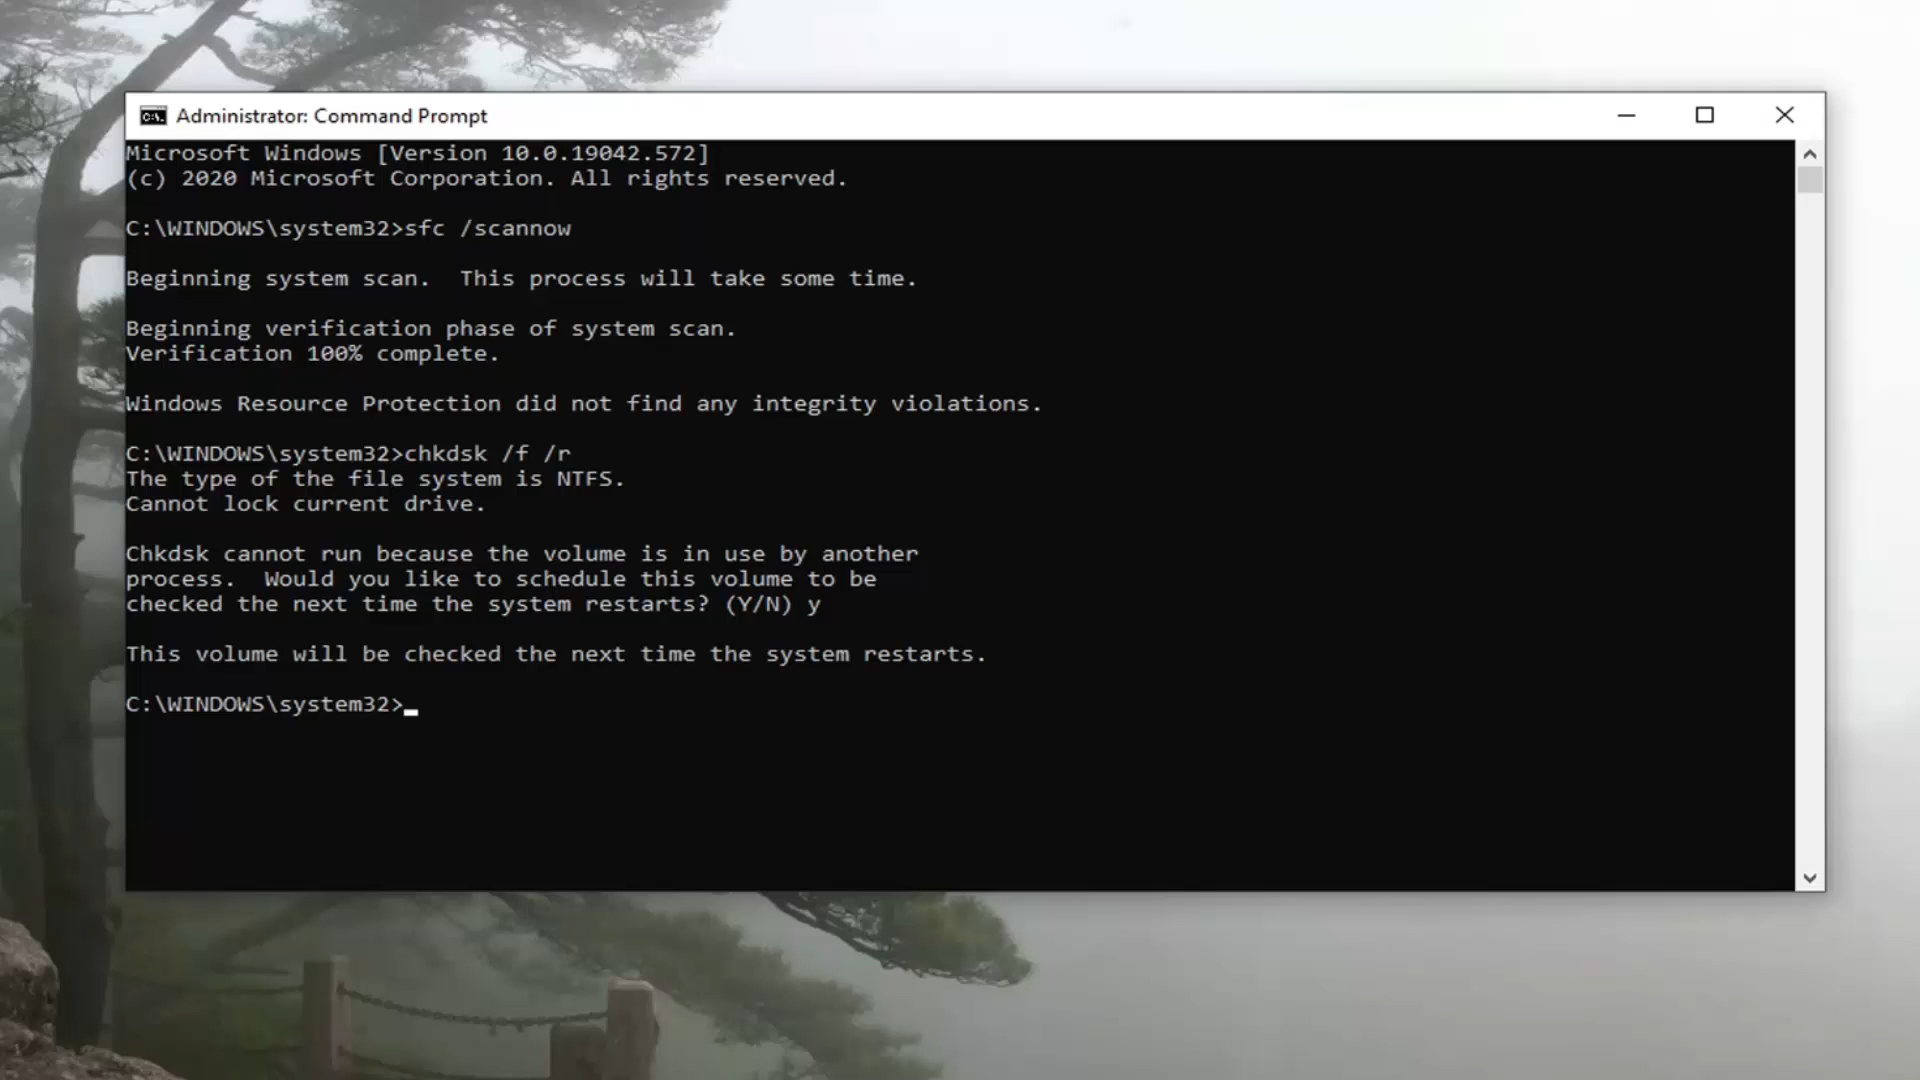 Administrator: Command Prompt
Microsoft Windows [Version 10.0.19042.572]
(c) 2020 Microsoft Corporation. All rights reserved.
C:\WINDOWS\system32>sfc /scannow
Beginning system scan.  This process will take some time.
Beginning verification phase of system scan.
Verification 100% complete.
Windows Resource Protection did not find any integrity violations.
C:\WINDOWS\system32>chkdsk /f /r
The type of the file system is NTFS.
Cannot lock current drive.
Chkdsk cannot run because the volume is in use by another
process.  Would you like to schedule this volume to be
checked the next time the system restarts? (Y/N) y
This volume will be checked the next time the system restarts.
C:\WINDOWS\system32>